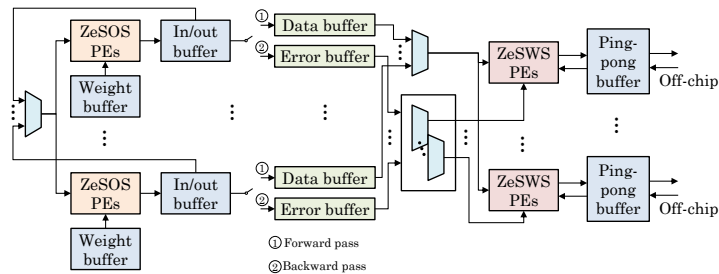 ZeSOS
PEs
In/out
buffer
Weight
buffer
①
Data buffer
②
Error buffer
ZeSWS
PEs
Ping-
pong
buffer
Off-chip
ZeSOS
PEs
In/out
buffer
Weight
buffer
①
Data buffer
②
Error buffer
ZeSWS
PEs
Ping-
pong
buffer
Off-chip
①Forward pass
②Backward pass